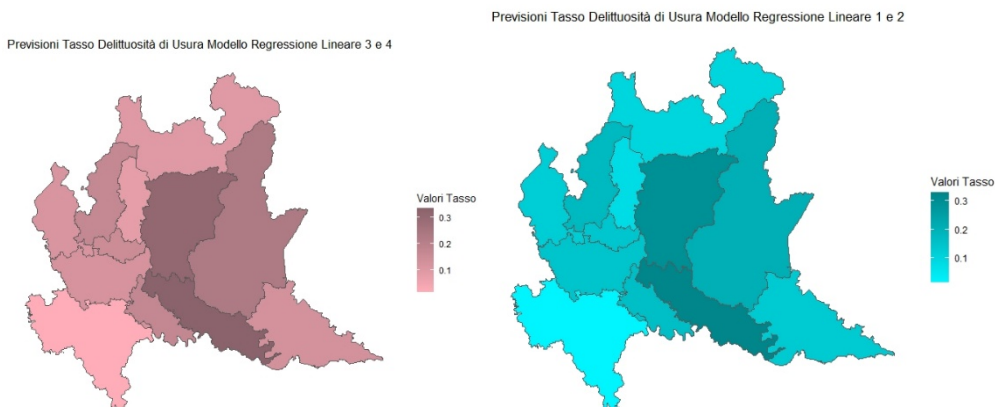 Previsioni Tasso Delittuosità di Usura Modello Regressione Lineare 3 e 4
Valori Tasso
0.3
0.2
0.1
Previsioni Tasso Delittuosità di Usura Modello Regressione Lineare 1 e 2
Valori Tasso
0.3
0.2
0.1